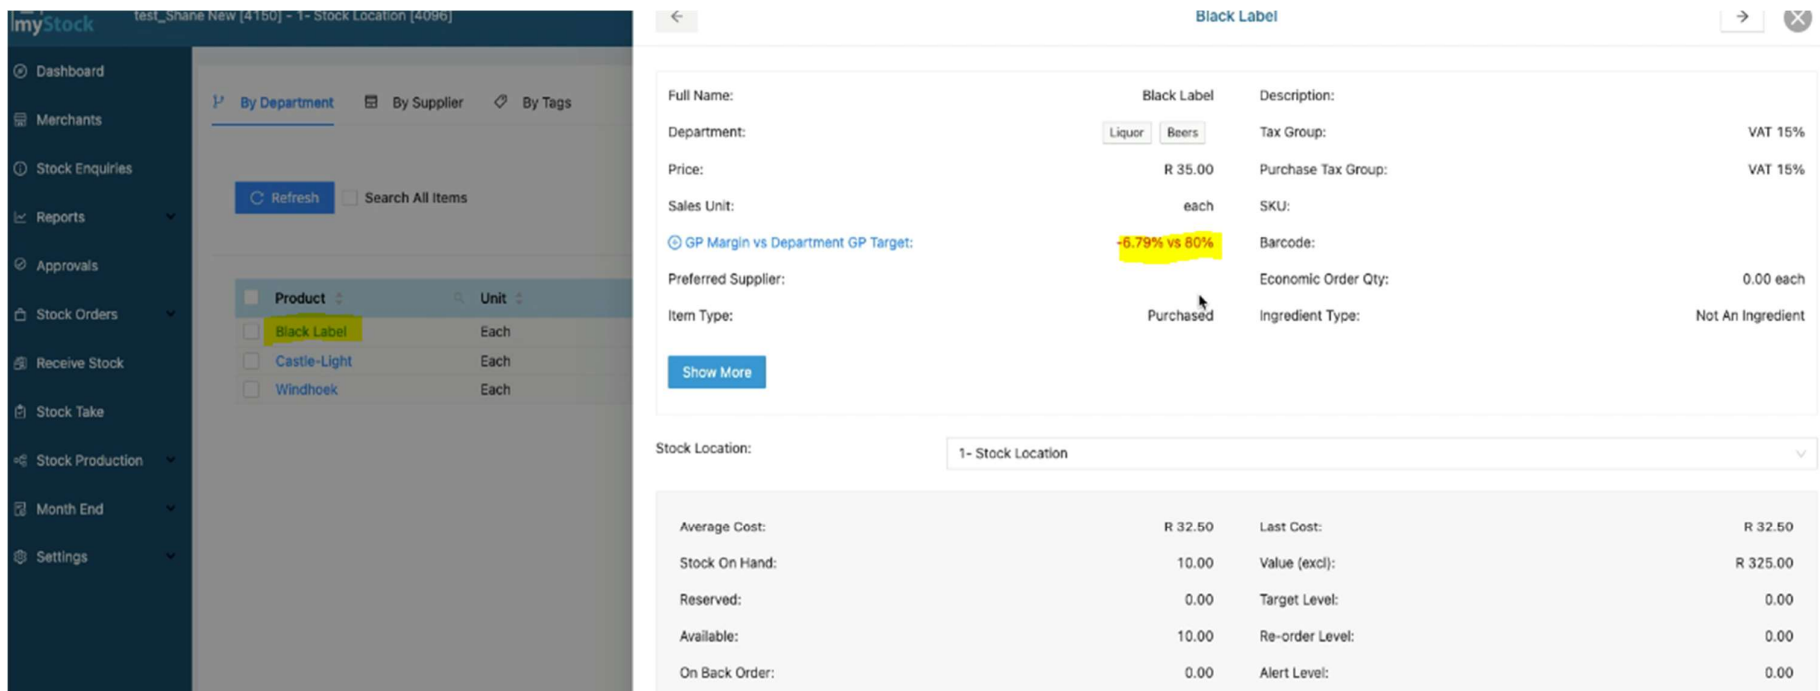 myStock
test_Shane New [4150] - 1- Stock Location [4096]
Dashboard
Merchants
Stock Enquiries
Reports
Approvals
Stock Orders
Receive Stock
Stock Take
Stock Production
Month End
Settings
By Department By Supplier By Tags
Refresh Search All Items
Product Unit
Black Label Each
Castle-Light Each
Windhoek Each
Black Label
Full Name: Black Label Description:
Department: Liquor Beers Tax Group: VAT 15%
Price: R 35.00 Purchase Tax Group: VAT 15%
Sales Unit: each SKU:
GP Margin vs Department GP Target: -6.79% vs 80% Barcode:
Preferred Supplier: Economic Order Qty: 0.00 each
Item Type: Purchased Ingredient Type: Not An Ingredient
Show More
Stock Location: 1- Stock Location
Average Cost: R 32.50 Last Cost: R 32.50
Stock On Hand: 10.00 Value (excl): R 325.00
Reserved: 0.00 Target Level: 0.00
Available: 10.00 Re-order Level: 0.00
On Back Order: 0.00 Alert Level: 0.00